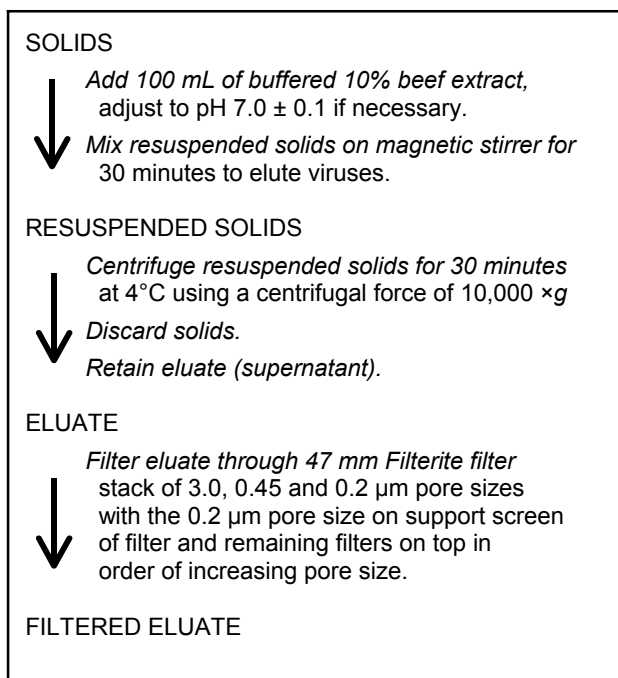 SOLIDS
Add 100 mL of buffered 10% beef extract,
adjust to pH 7.0 ± 0.1 if necessary.
Mix resuspended solids on magnetic stirrer for
30 minutes to elute viruses.
RESUSPENDED SOLIDS
Centrifuge resuspended solids for 30 minutes
at 4°C using a centrifugal force of 10,000 ×g
Discard solids.
Retain eluate (supernatant).
ELUATE
Filter eluate through 47 mm Filterite filter
stack of 3.0, 0.45 and 0.2 µm pore sizes
with the 0.2 µm pore size on support screen
of filter and remaining filters on top in
order of increasing pore size.
FILTERED ELUATE